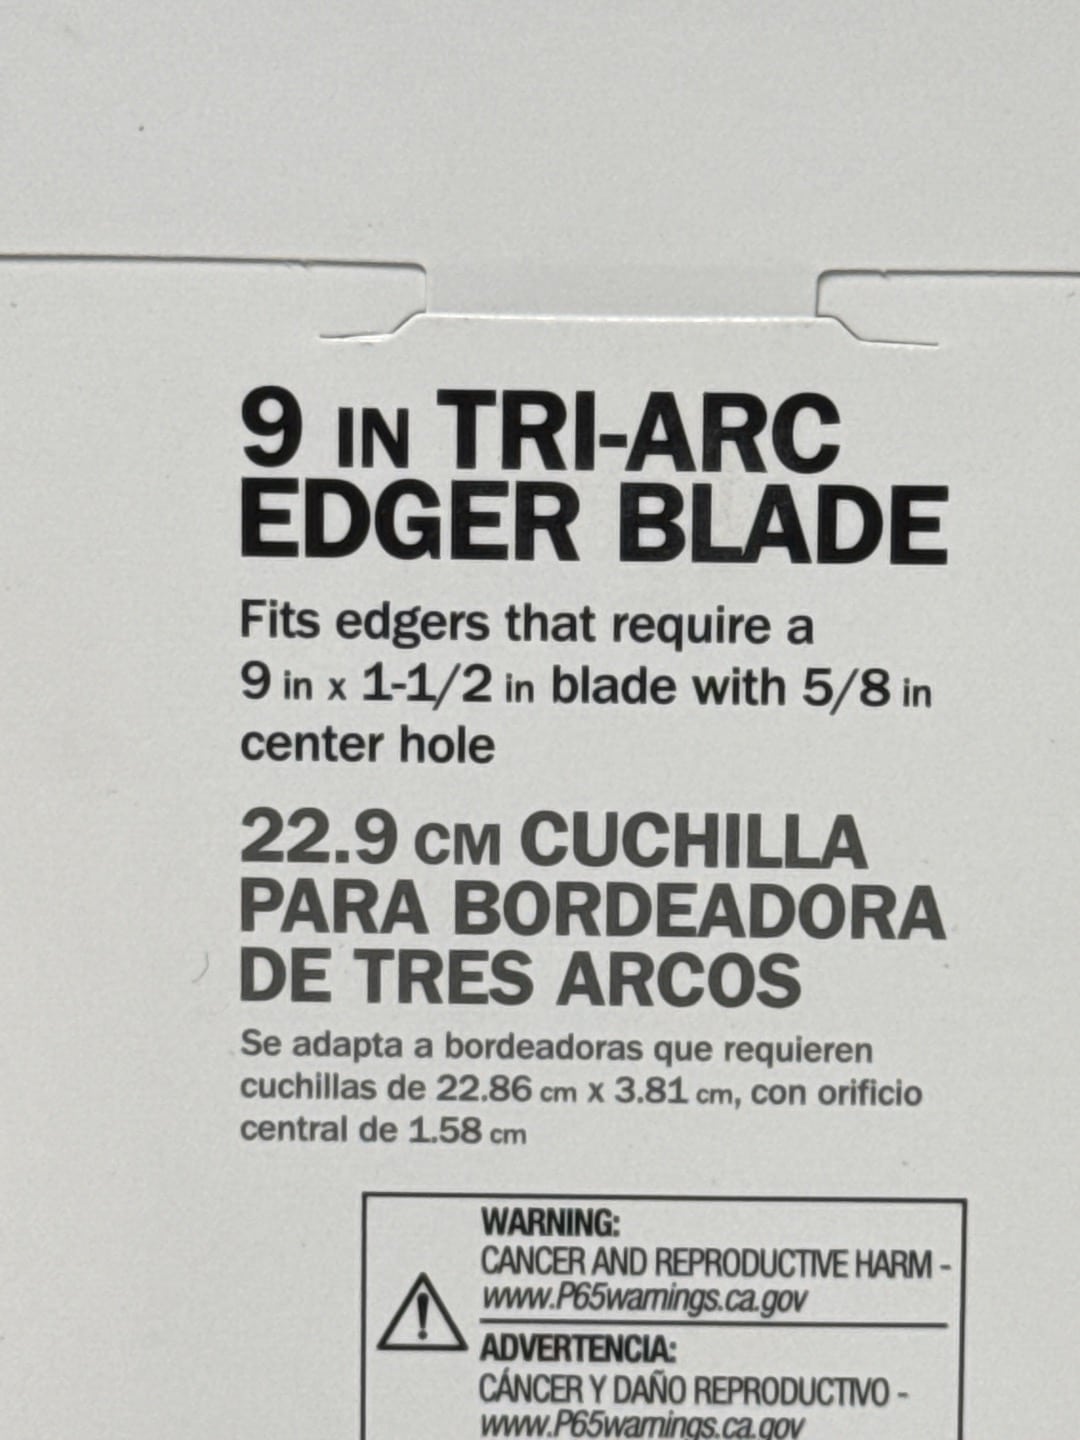 9 IN TRI-ARC
EDGER BLADE
Fits edgers that require a
9 in x 1-1/2 in blade with 5/8 in
center hole
22.9 CM CUCHILLA
PARA BORDEADORA
DE TRES ARCOS
Se adapta a bordeadoras que requieren
cuchillas de 22.86 cm x 3.81 cm, con orificio
central de 1.58 cm
WARNING:
CANCER AND REPRODUCTIVE HARM -
www.P65warnings.ca.gov
ADVERTENCIA:
CÁNCER Y DAÑO REPRODUCTIVO -
www.P65warnings.ca.gov